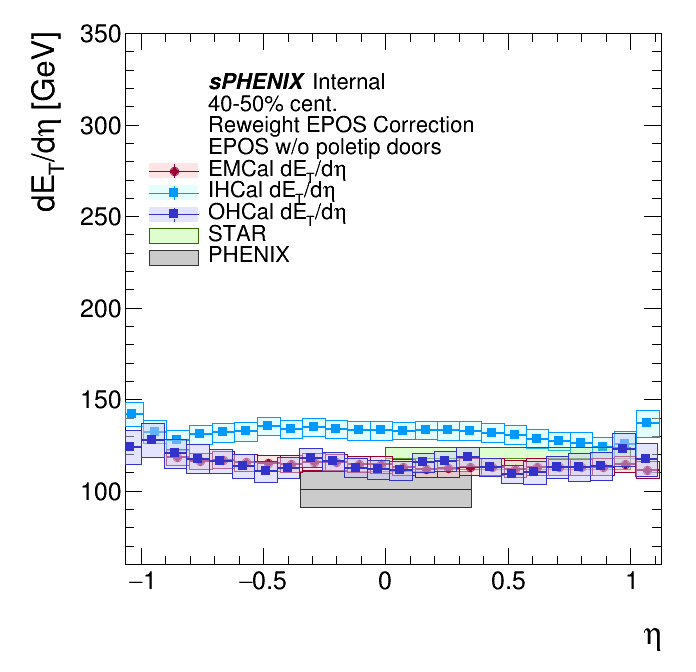 350
300
250
200
150
100
dE_T/dη [GeV]
sPHENIX Internal
40-50% cent.
Reweight EPOS Correction
EPOS w/o poletip doors
EMCal dE_T/dη
IHCal dE_T/dη
OHCal dE_T/dη
STAR
PHENIX
−1 −0.5 0 0.5 1
η